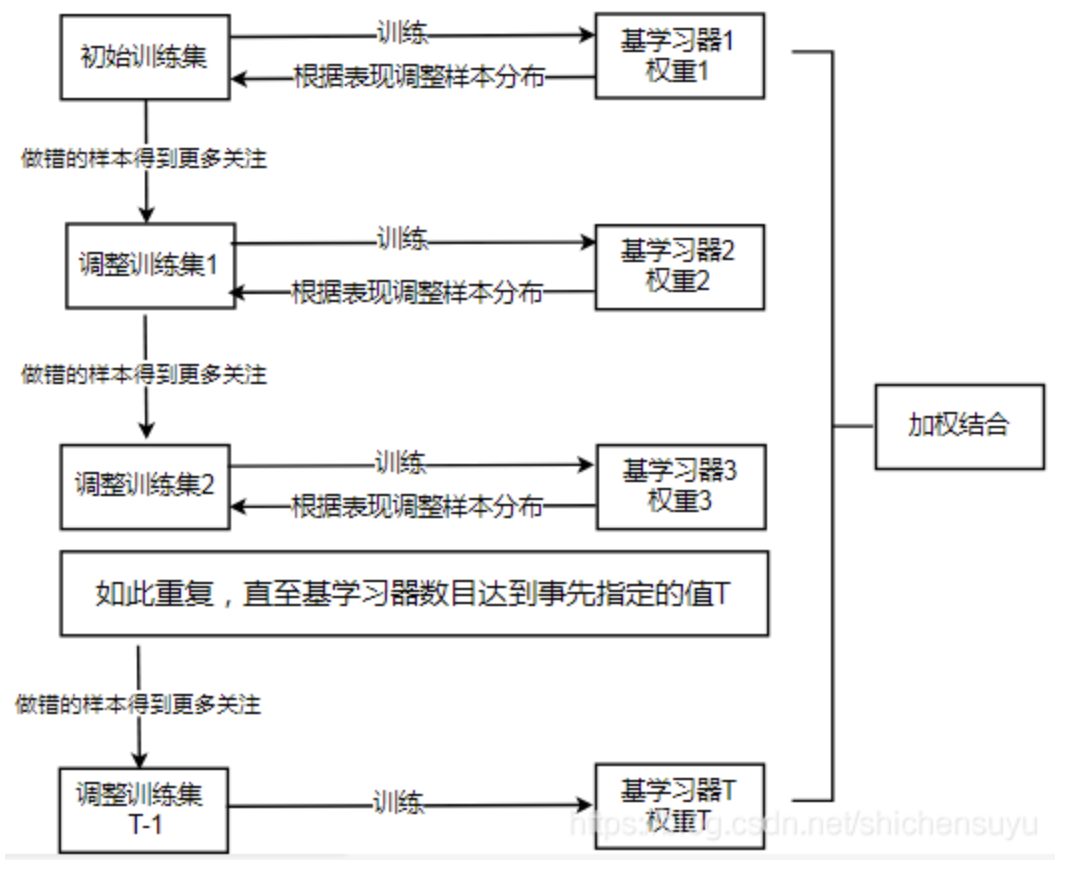 初始训练集
训练
根据表现调整样本分布
基学习器1
权重1
做错的样本得到更多关注
调整训练集1
训练
根据表现调整样本分布
基学习器2
权重2
做错的样本得到更多关注
加权结合
调整训练集2
训练
根据表现调整样本分布
基学习器3
权重3
如此重复，直至基学习器数目达到事先指定的值T
做错的样本得到更多关注
调整训练集
T-1
训练
基学习器T
权重T
https://blog.csdn.net/shichensuyu